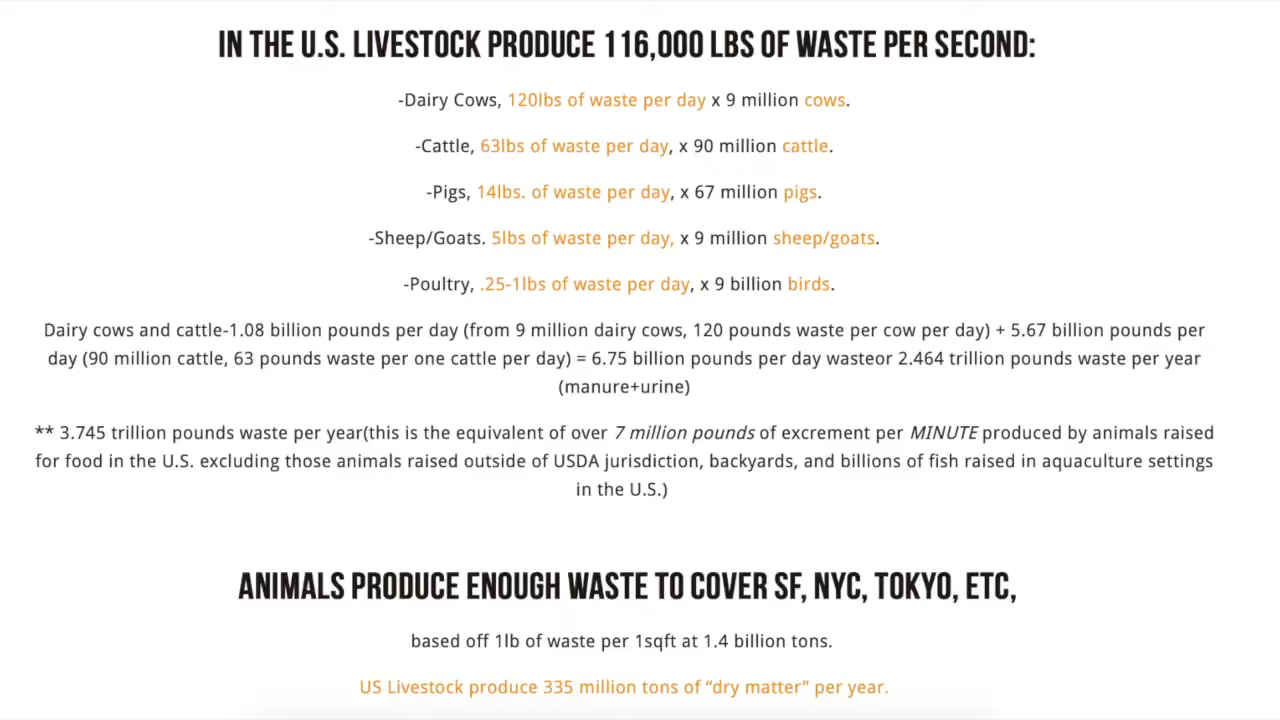 IN THE U.S. LIVESTOCK PRODUCE 116,000 LBS OF WASTE PER SECOND:
-Dairy Cows, 120lbs of waste per day x 9 million cows.
-Cattle, 63lbs of waste per day, x 90 million cattle.
-Pigs, 14lbs. of waste per day, x 67 million pigs.
-Sheep/Goats. 5lbs of waste per day, x 9 million sheep/goats.
-Poultry, .25-1lbs of waste per day, x 9 billion birds.
Dairy cows and cattle-1.08 billion pounds per day (from 9 million dairy cows, 120 pounds waste per cow per day) + 5.67 billion pounds per
day (90 million cattle, 63 pounds waste per one cattle per day) = 6.75 billion pounds per day wasteor 2.464 trillion pounds waste per year
(manure+urine)
** 3.745 trillion pounds waste per year(this is the equivalent of over 7 million pounds of excrement per MINUTE produced by animals raised
for food in the U.S. excluding those animals raised outside of USDA jurisdiction, backyards, and billions of fish raised in aquaculture settings
in the U.S.)
ANIMALS PRODUCE ENOUGH WASTE TO COVER SF, NYC, TOKYO, ETC,
based off 1lb of waste per 1sqft at 1.4 billion tons.
US Livestock produce 335 million tons of “dry matter” per year.